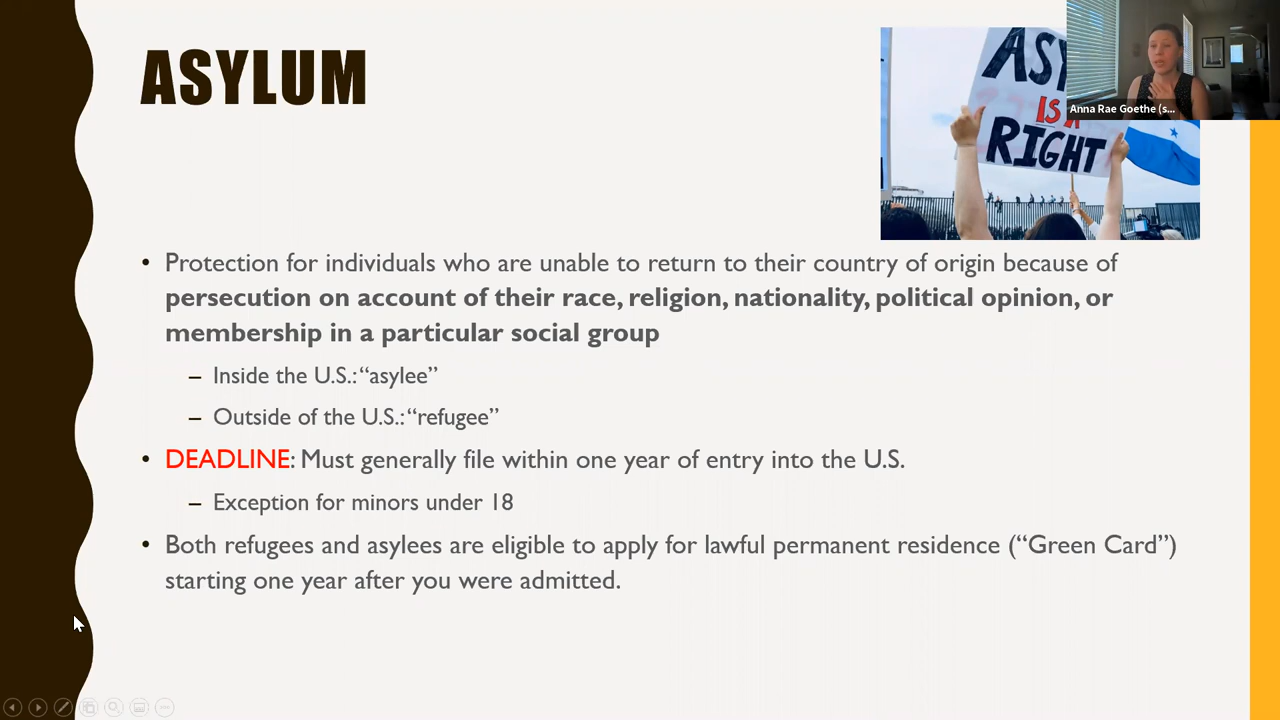 ASYLUM
ASY
IS A
RIGHT
Anna Rae Goethe (s...
• Protection for individuals who are unable to return to their country of origin because of
persecution on account of their race, religion, nationality, political opinion, or
membership in a particular social group
– Inside the U.S.: “asylee”
– Outside of the U.S.: “refugee”
• DEADLINE: Must generally file within one year of entry into the U.S.
– Exception for minors under 18
• Both refugees and asylees are eligible to apply for lawful permanent residence (“Green Card”)
starting one year after you were admitted.